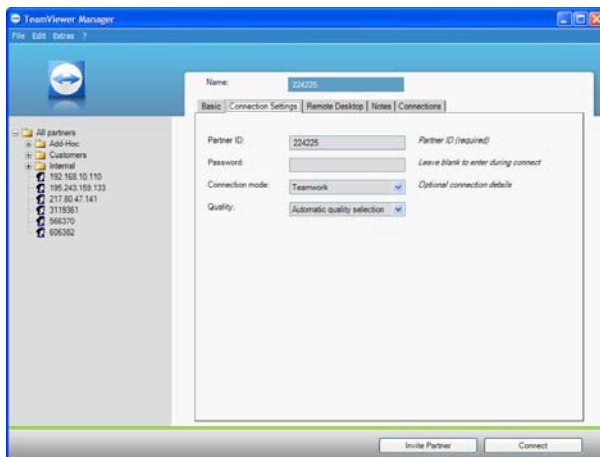 TeamViewer Manager
File Edit Extras ?
Name: 224225
Basic Connection Settings Remote Desktop Notes Connections
Partner ID: 224225 Partner ID (required)
Password: Leave blank to enter during connect
Connection mode: Teamwork Optional connection details
Quality: Automatic quality selection
All partners
Add-Hoc
Customers
Internal
192.168.10.110
195.243.159.133
217.80.47.141
3119361
566370
606382
Invite Partner Connect